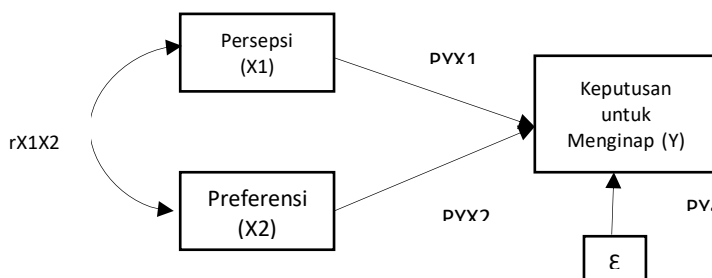 Persepsi
(X1)
PYX1
Keputusan
untuk
Menginap (Y)
rX1X2
Preferensi
(X2)
PYX2
ε